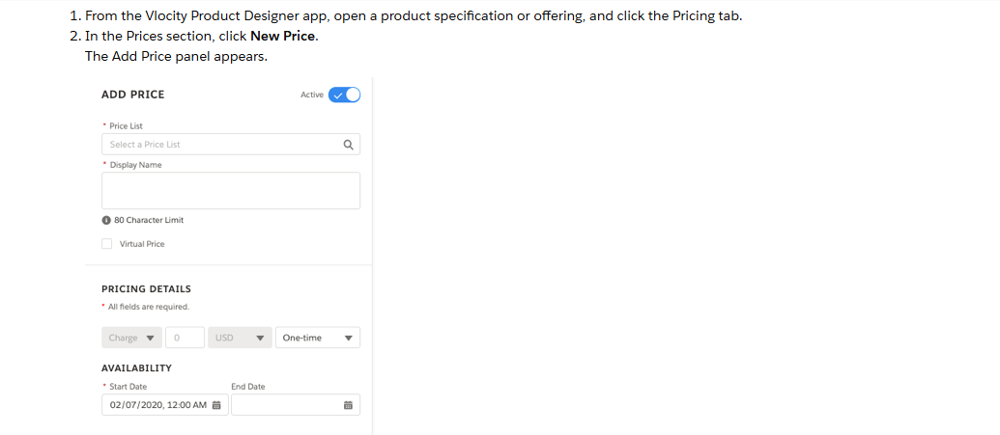 1. From the Vlocity Product Designer app, open a product specification or offering, and click the Pricing tab.
2. In the Prices section, click New Price.
The Add Price panel appears.
ADD PRICE Active
* Price List
Select a Price List
* Display Name
80 Character Limit
Virtual Price
PRICING DETAILS
* All fields are required.
Charge 0 USD One-time
AVAILABILITY
* Start Date End Date
02/07/2020, 12:00 AM